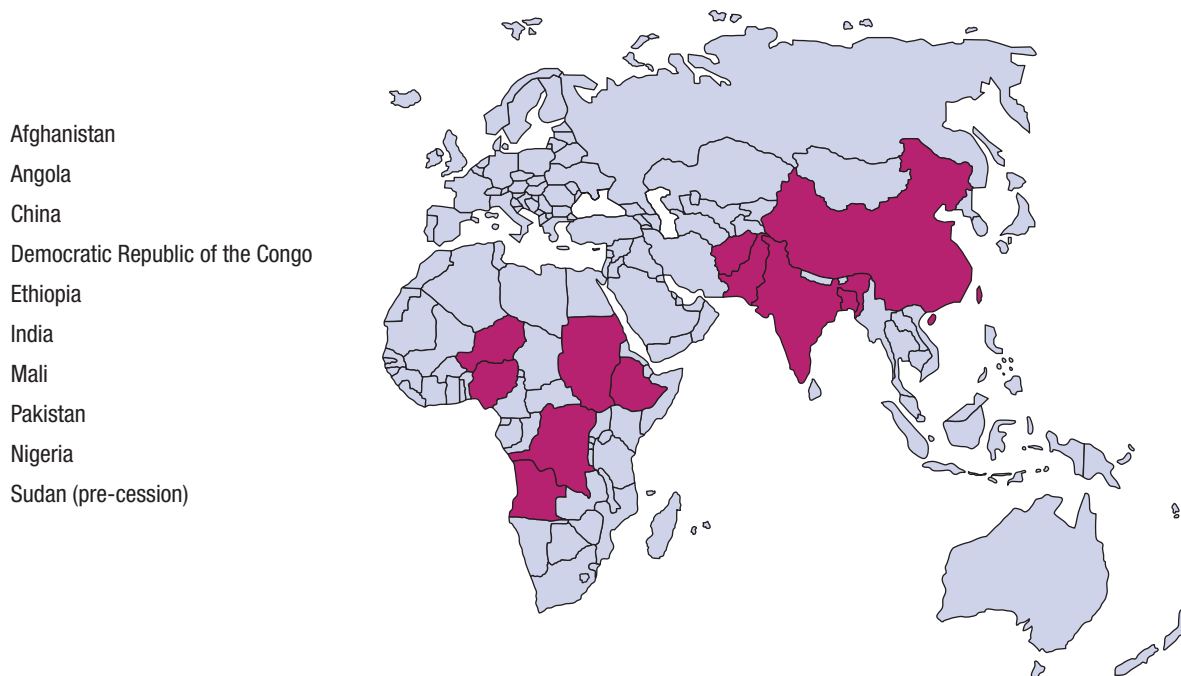 Afghanistan
Angola
China
Democratic Republic of the Congo
Ethiopia
India
Mali
Pakistan
Nigeria
Sudan (pre-cession)